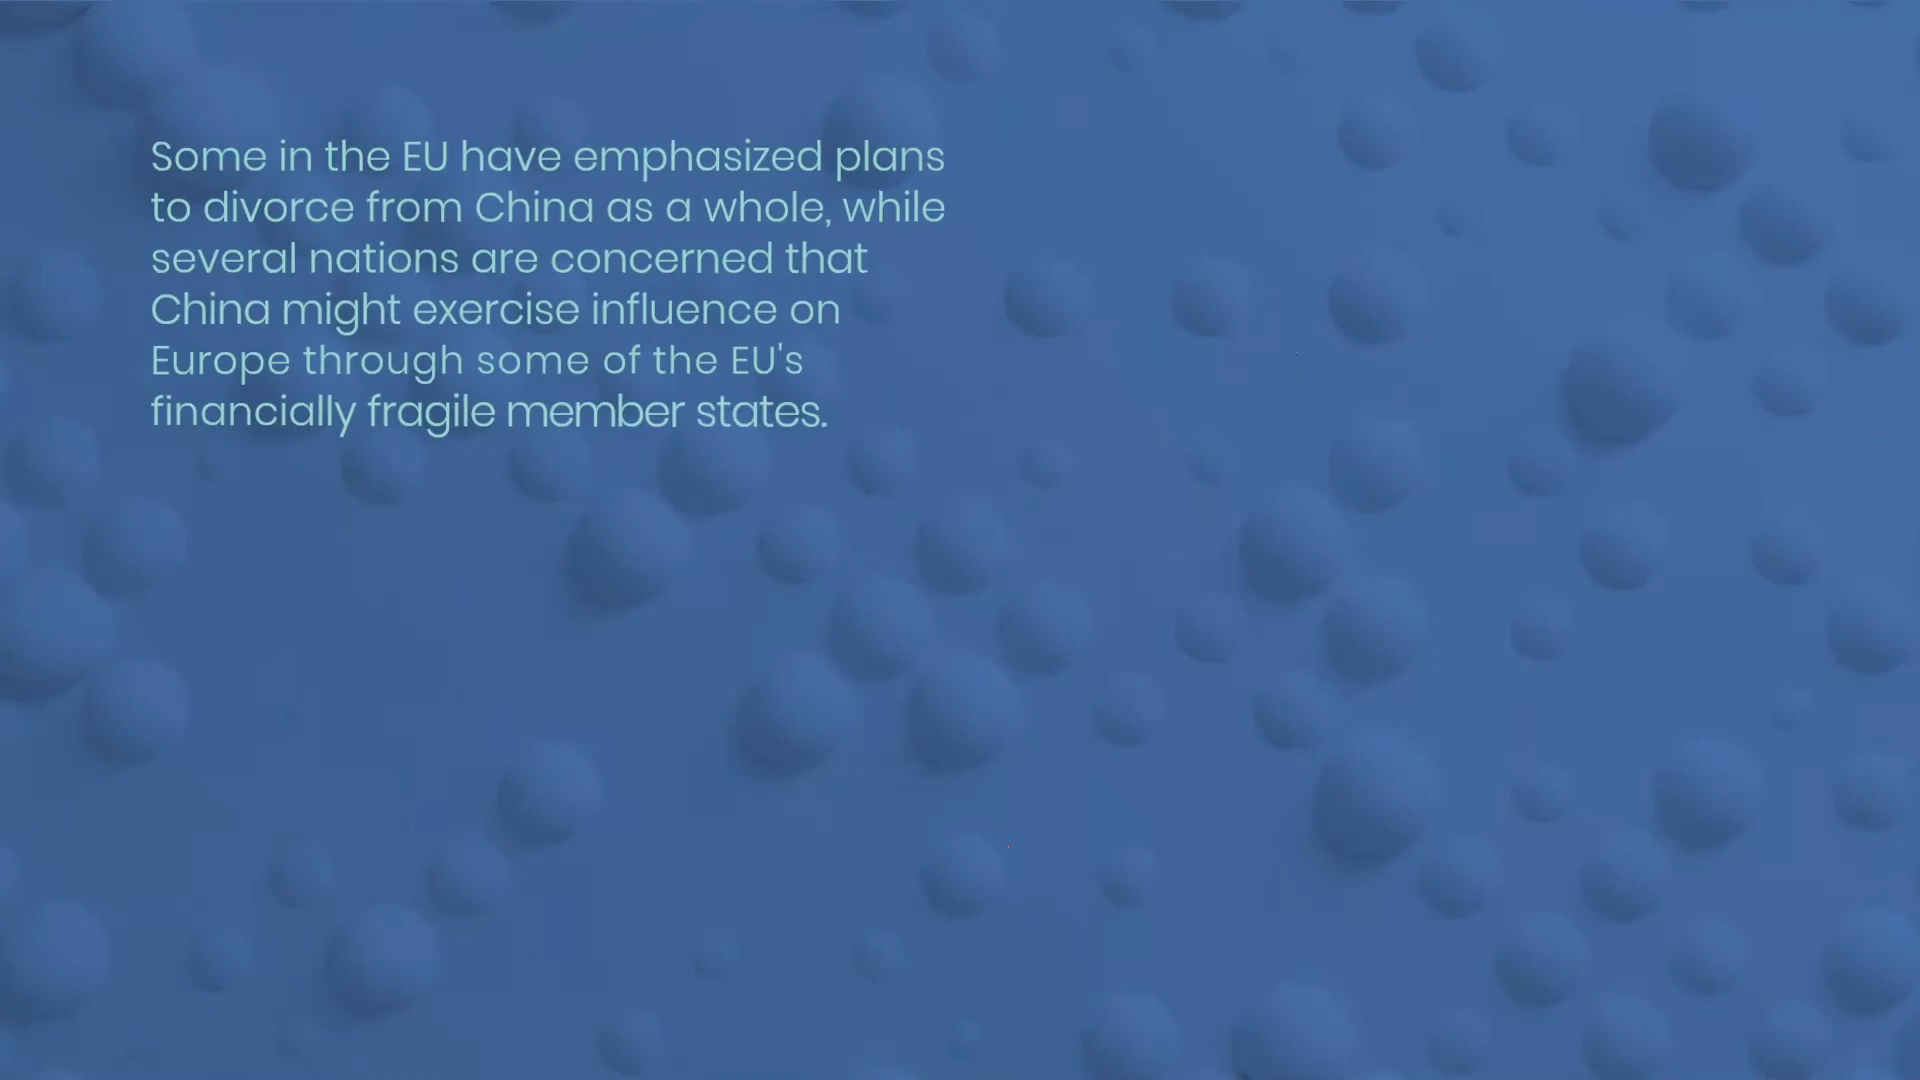 Some in the EU have emphasized plans
to divorce from China as a whole, while
several nations are concerned that
China might exercise influence on
Europe through some of the EU's
financially fragile member states.